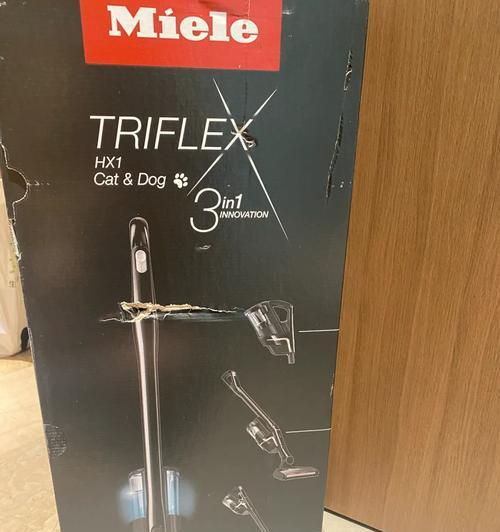 Miele
TRIFLEX
HX1
Cat & Dog
3in1
INNOVATION